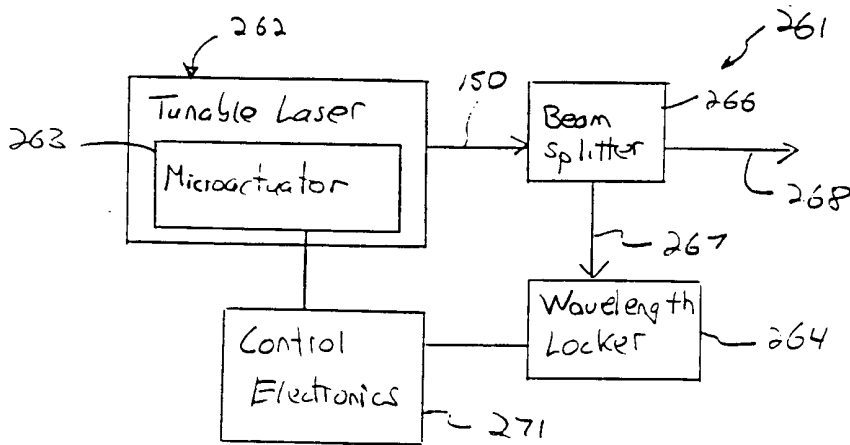 262
261
Tunable Laser
150
266
Beam
splitter
263
Microactuator
268
267
Wavelength
Locker
264
Control
Electronics
271